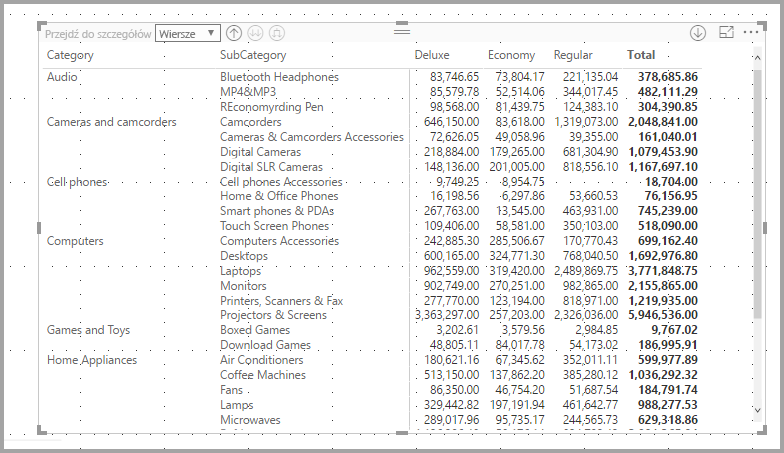 Przejdź do szczegółów Wiersze
Category SubCategory Deluxe Economy Regular Total
Audio Bluetooth Headphones 83,746.65 73,804.17 221,135.04 378,685.86
MP4&MP3 85,579.78 52,514.06 344,017.45 482,111.29
REconomyrding Pen 98,568.00 81,439.75 124,383.10 304,390.85
Cameras and camcorders Camcorders 646,150.00 83,618.00 1,319,073.00 2,048,841.00
Cameras & Camcorders Accessories 72,626.05 49,058.96 39,355.00 161,040.01
Digital Cameras 218,884.00 179,265.00 681,304.90 1,079,453.90
Digital SLR Cameras 148,136.00 201,005.00 818,556.10 1,167,697.10
Cell phones Cell phones Accessories 9,749.25 8,954.75 18,704.00
Home & Office Phones 16,198.56 6,297.86 53,660.53 76,156.95
Smart phones & PDAs 267,763.00 13,545.00 463,931.00 745,239.00
Touch Screen Phones 109,406.00 58,581.00 350,103.00 518,090.00
Computers Computers Accessories 242,885.30 285,506.67 170,770.43 699,162.40
Desktops 600,165.00 324,771.30 768,040.50 1,692,976.80
Laptops 962,559.00 319,420.00 2,489,869.75 3,771,848.75
Monitors 902,749.00 270,251.00 982,865.00 2,155,865.00
Printers, Scanners & Fax 277,770.00 123,194.00 818,971.00 1,219,935.00
Projectors & Screens 3,363,297.00 257,203.00 2,326,036.00 5,946,536.00
Games and Toys Boxed Games 3,202.61 3,579.56 2,984.85 9,767.02
Download Games 48,805.11 84,017.78 54,173.02 186,995.91
Home Appliances Air Conditioners 180,621.16 67,345.62 352,011.11 599,977.89
Coffee Machines 513,150.00 137,862.20 385,280.12 1,036,292.32
Fans 86,350.00 46,754.20 51,687.54 184,791.74
Lamps 329,442.82 197,191.94 461,642.77 988,277.53
Microwaves 289,017.96 95,735.17 244,565.73 629,318.86